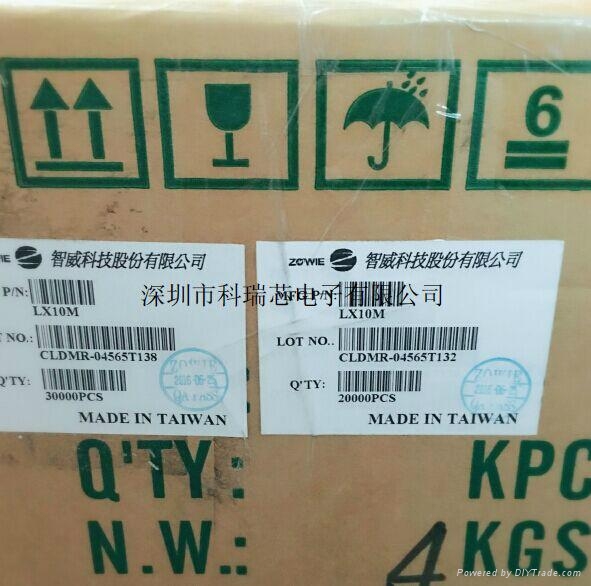 6
ZOWIE 智威科技股份有限公司
P/N:
LX10M
LOT NO.:
CLDMR-04565T138
Q'TY:
30000PCS
MADE IN TAIWAN
ZOWIE 智威科技股份有限公司
MFG P/N:
LX10M
LOT NO..
CLDMR-04565T132
Q'TY:
20000PCS
MADE IN TAIWAN
深圳市科瑞芯电子有限公司
Q'TY: KPC
N.W.: 4 KGS
Powered by DIYTrade.com